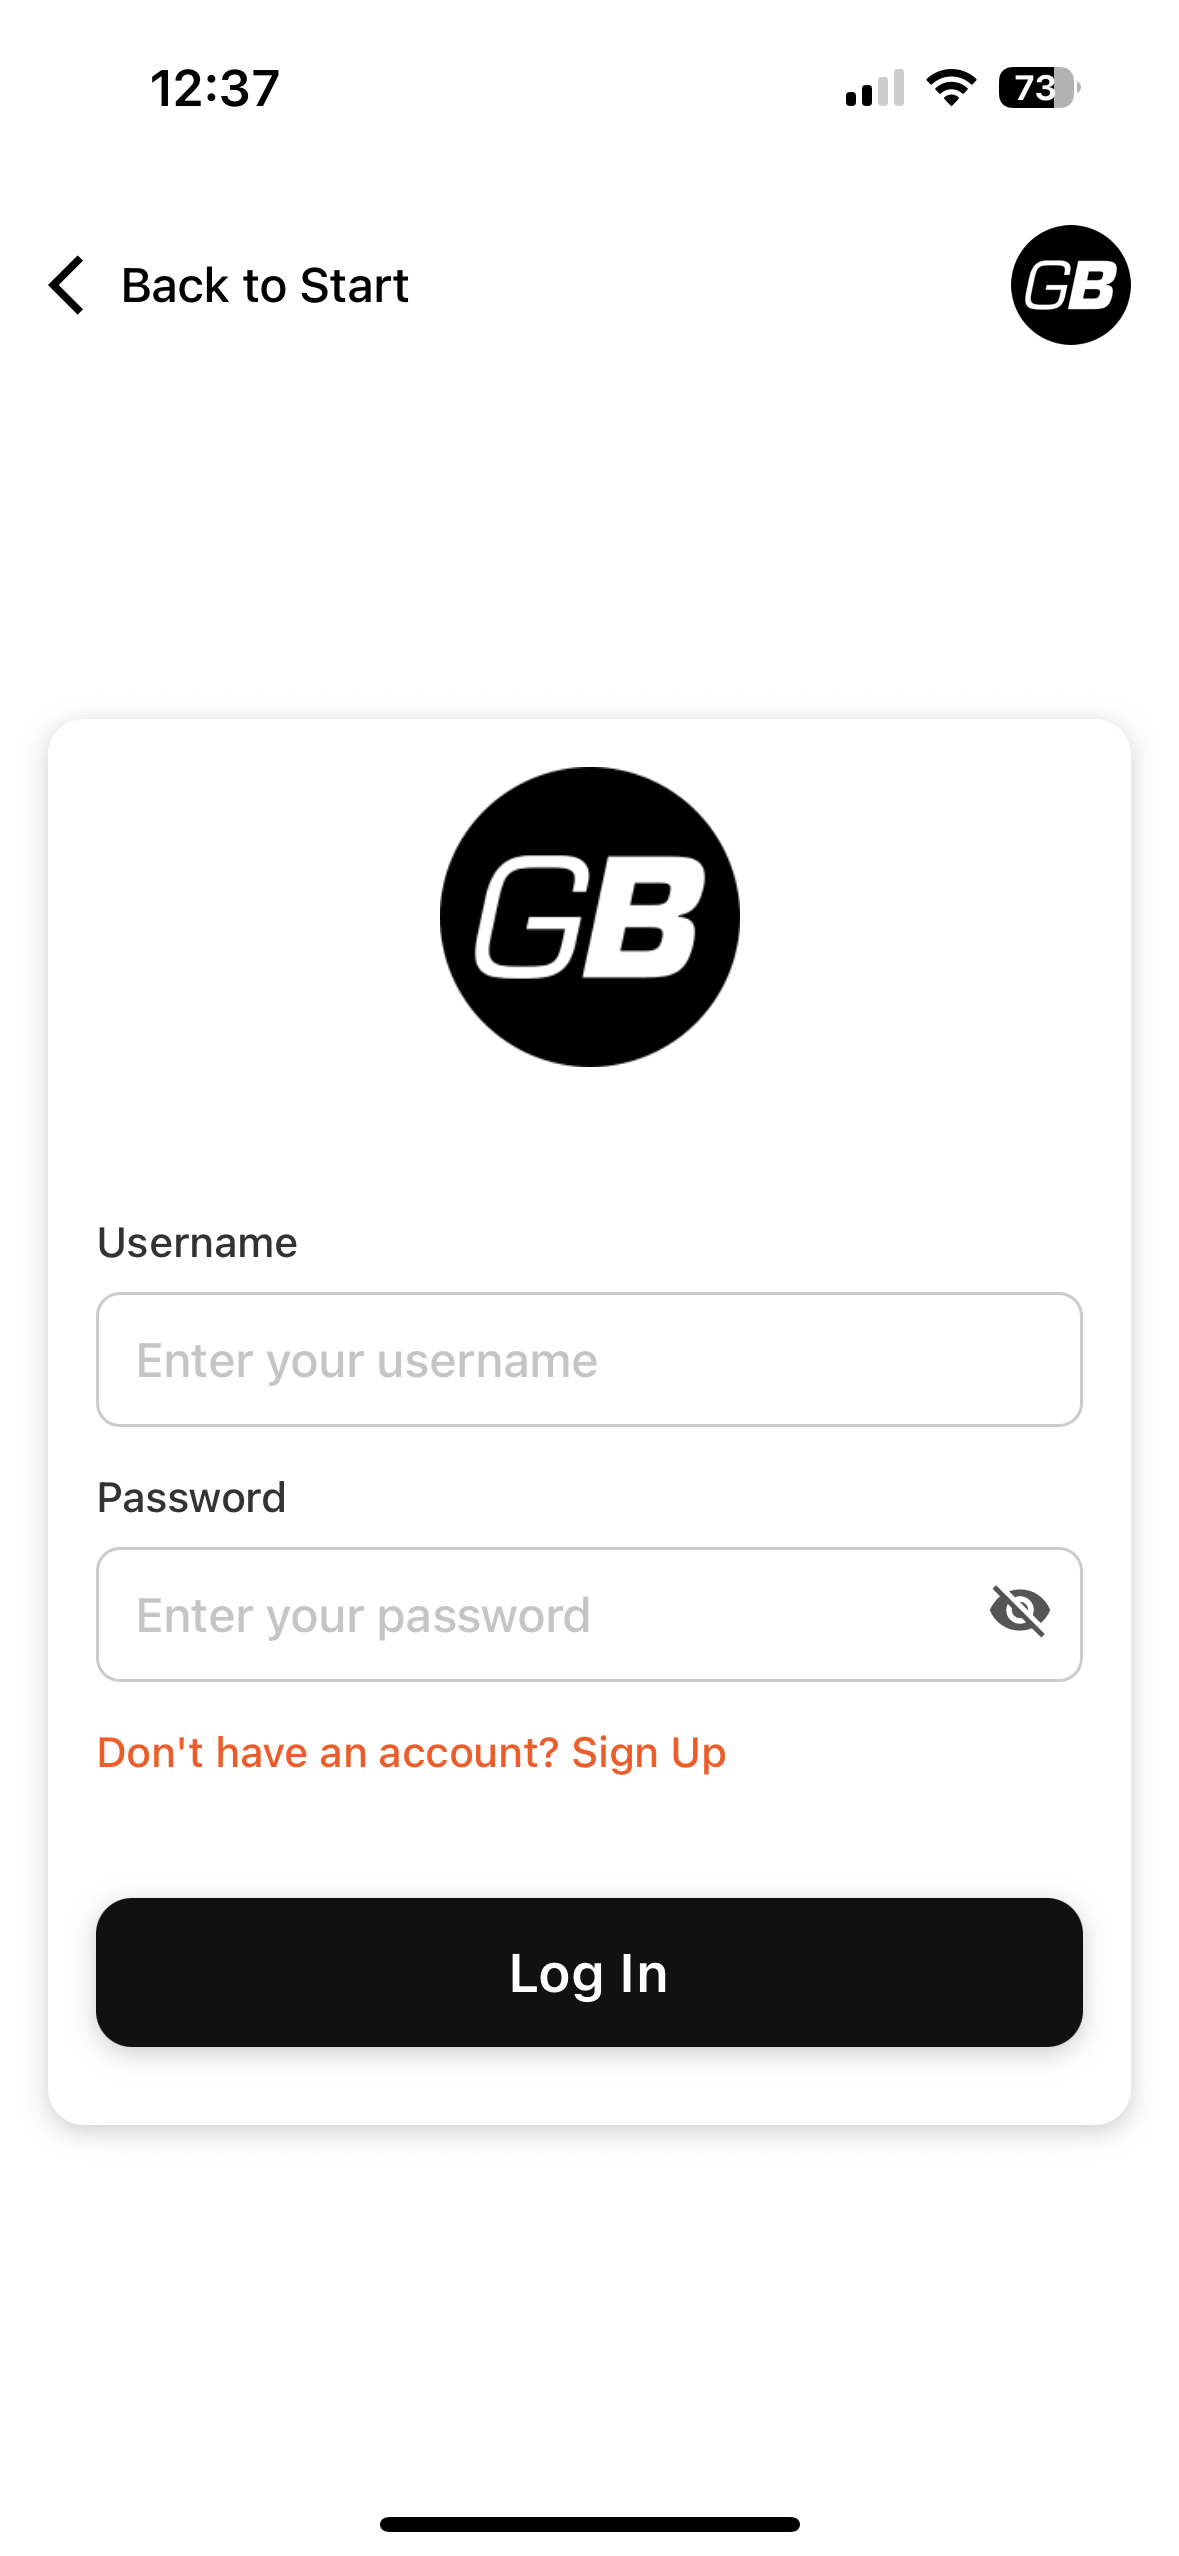 12:37
73
Back to Start
GB
GB
Username
Enter your username
Password
Enter your password
Don't have an account? Sign Up
Log In